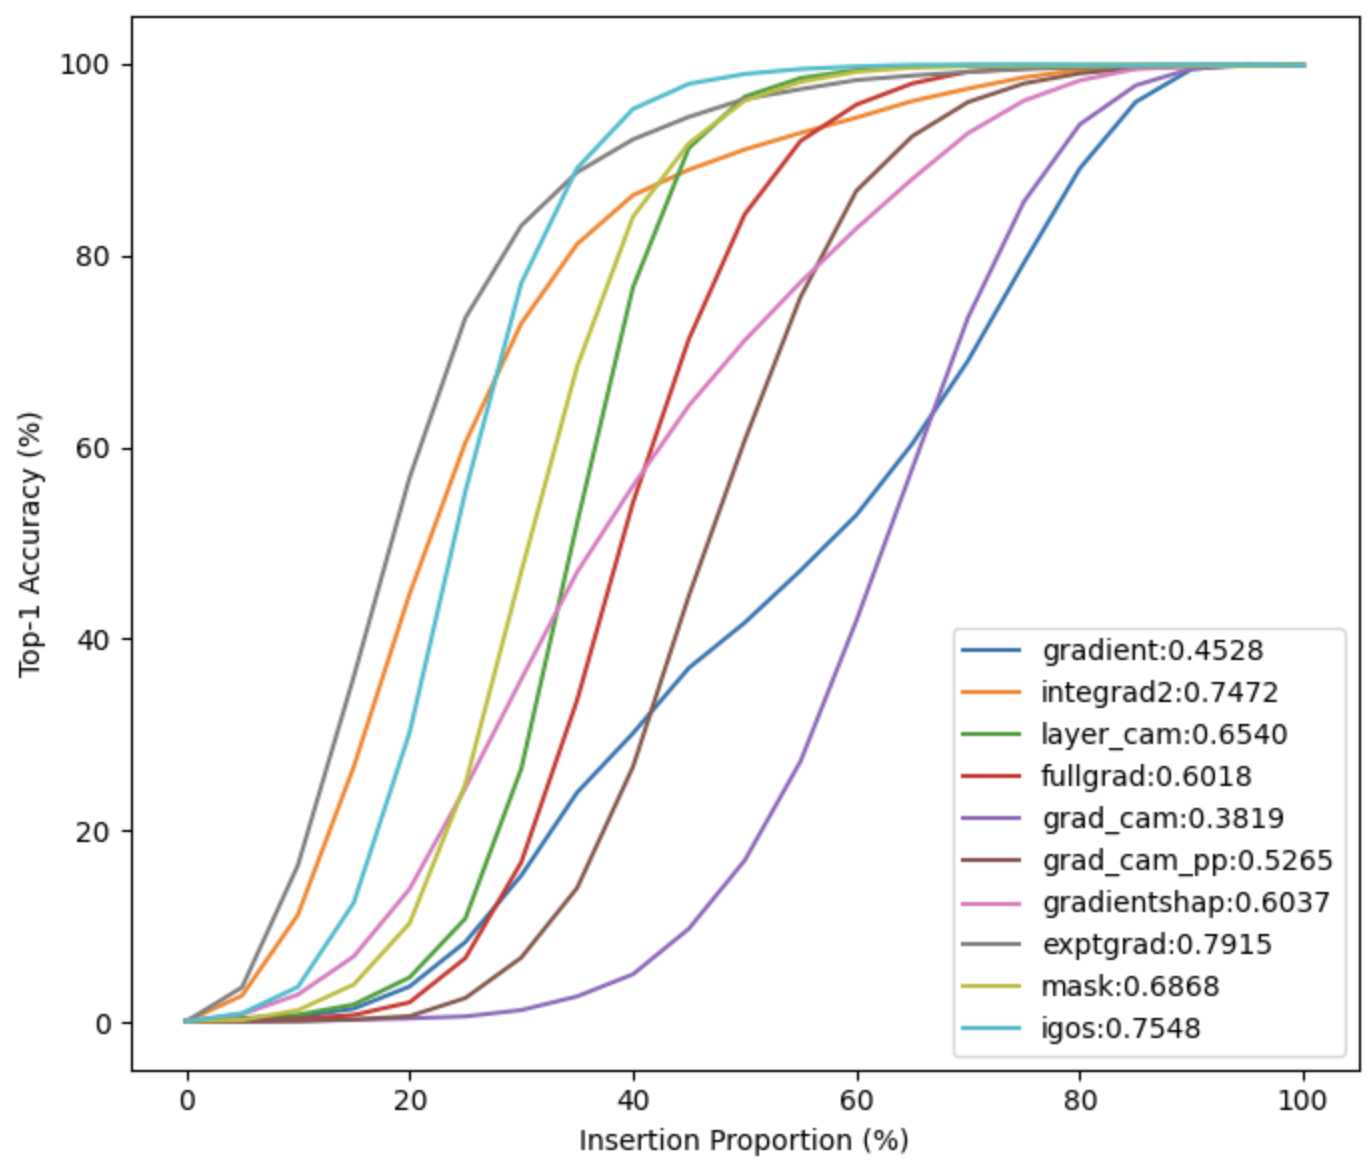 100
80
60
40
20
0
Top-1 Accuracy (%)
gradient:0.4528
integrad2:0.7472
layer_cam:0.6540
fullgrad:0.6018
grad_cam:0.3819
grad_cam_pp:0.5265
gradientshap:0.6037
exptgrad:0.7915
mask:0.6868
igos:0.7548
0 20 40 60 80 100
Insertion Proportion (%)